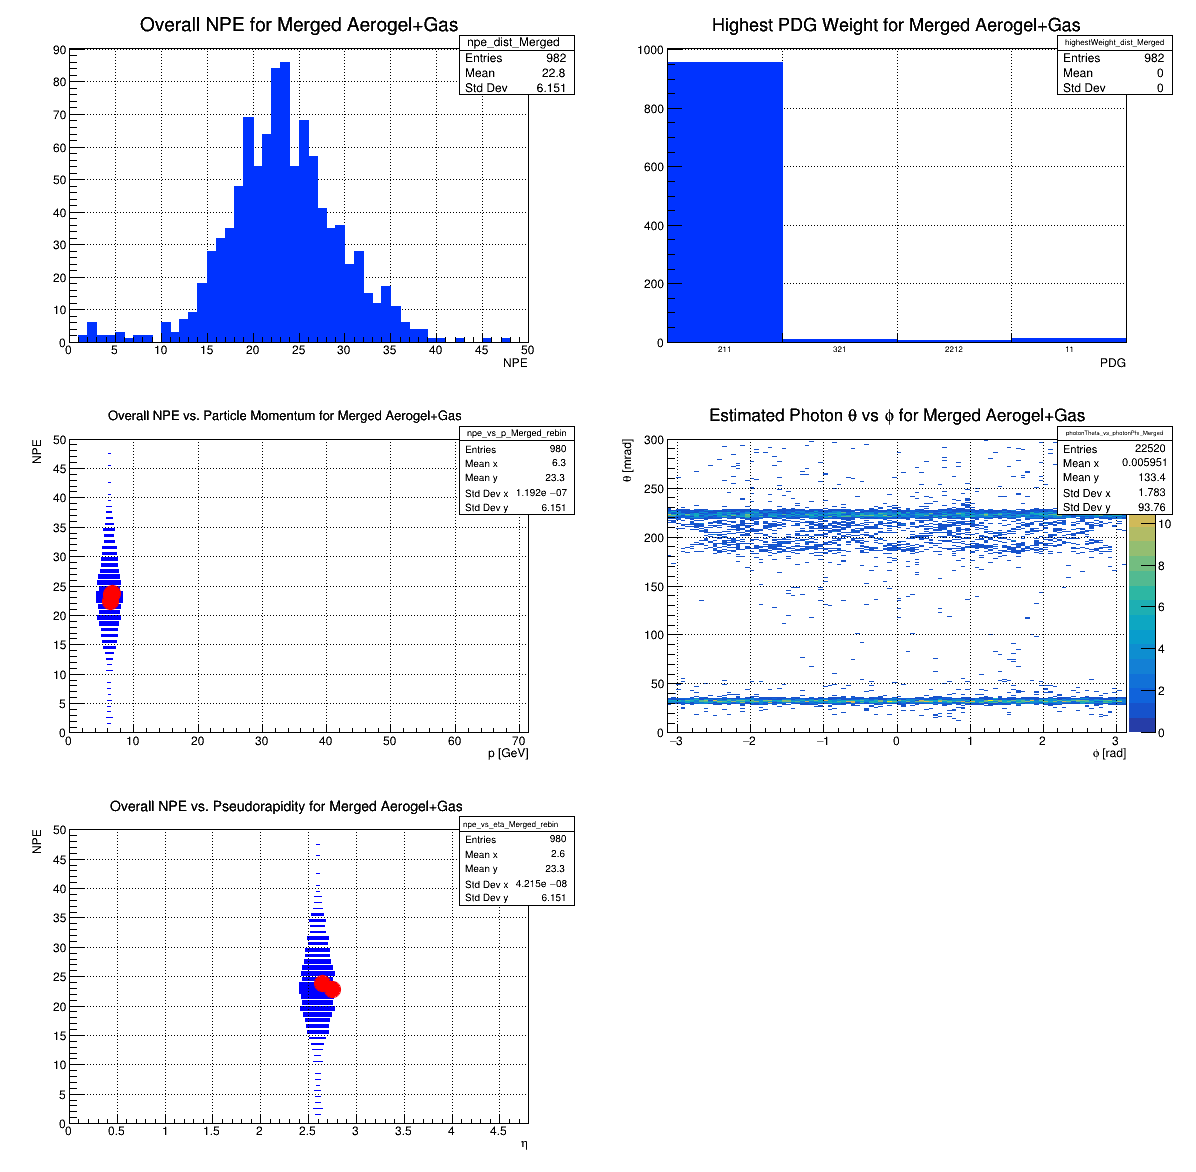 Overall NPE for Merged Aerogel+Gas
npe_dist_Merged
Entries 982
Mean 22.8
Std Dev 6.151
90
80
70
60
50
40
30
20
10
0
0 5 10 15 20 25 30 35 40 45 50
NPE
Highest PDG Weight for Merged Aerogel+Gas
highestWeight_dist_Merged
Entries 982
Mean 0
Std Dev 0
1000
800
600
400
200
0
211 321 2212 11
PDG
Overall NPE vs. Particle Momentum for Merged Aerogel+Gas
npe_vs_p_Merged_rebin
Entries 980
Mean x 6.3
Mean y 23.3
Std Dev x 1.192e −07
Std Dev y 6.151
NPE
50
45
40
35
30
25
20
15
10
5
0
0 10 20 30 40 50 60 70
p [GeV]
Estimated Photon θ vs ϕ for Merged Aerogel+Gas
photonTheta_vs_photonPhi_Merged
Entries 22520
Mean x 0.005951
Mean y 133.4
Std Dev x 1.783
Std Dev y 93.76
θ [mrad]
300
250
200
150
100
50
0
−3 −2 −1 0 1 2 3
ϕ [rad]
10
8
6
4
2
0
Overall NPE vs. Pseudorapidity for Merged Aerogel+Gas
npe_vs_eta_Merged_rebin
Entries 980
Mean x 2.6
Mean y 23.3
Std Dev x 4.215e −08
Std Dev y 6.151
NPE
50
45
40
35
30
25
20
15
10
5
0
0 0.5 1 1.5 2 2.5 3 3.5 4 4.5
η